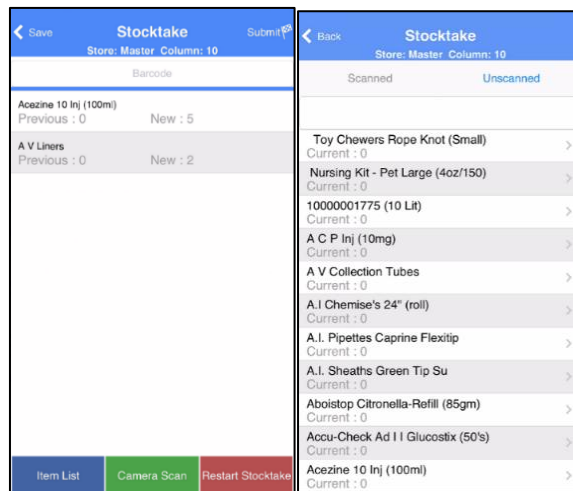 Save
Stocktake
Submit
Store: Master Column: 10
Barcode
Acezine 10 Inj (100ml)
Previous : 0 New : 5
A V Liners
Previous : 0 New : 2
Item List
Camera Scan
Restart Stocktake
Back
Stocktake
Store: Master Column: 10
Scanned
Unscanned
Toy Chewers Rope Knot (Small)
Current : 0
Nursing Kit - Pet Large (4oz/150)
Current : 0
10000001775 (10 Lit)
Current : 0
A C P Inj (10mg)
Current : 0
A V Collection Tubes
Current : 0
A.I Chemise's 24" (roll)
Current : 0
A.I. Pipettes Caprine Flexitip
Current : 0
A.I. Sheaths Green Tip Su
Current : 0
Aboistop Citronella-Refill (85gm)
Current : 0
Accu-Check Ad I I Glucostix (50's)
Current : 0
Acezine 10 Inj (100ml)
Current : 0